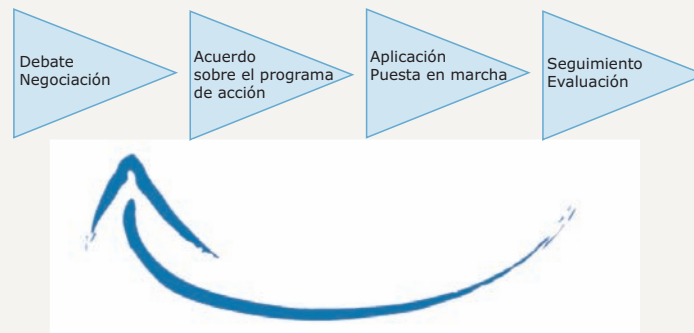 Debate
Negociación
Acuerdo
sobre el programa
de acción
Aplicación
Puesta en marcha
Seguimiento
Evaluación